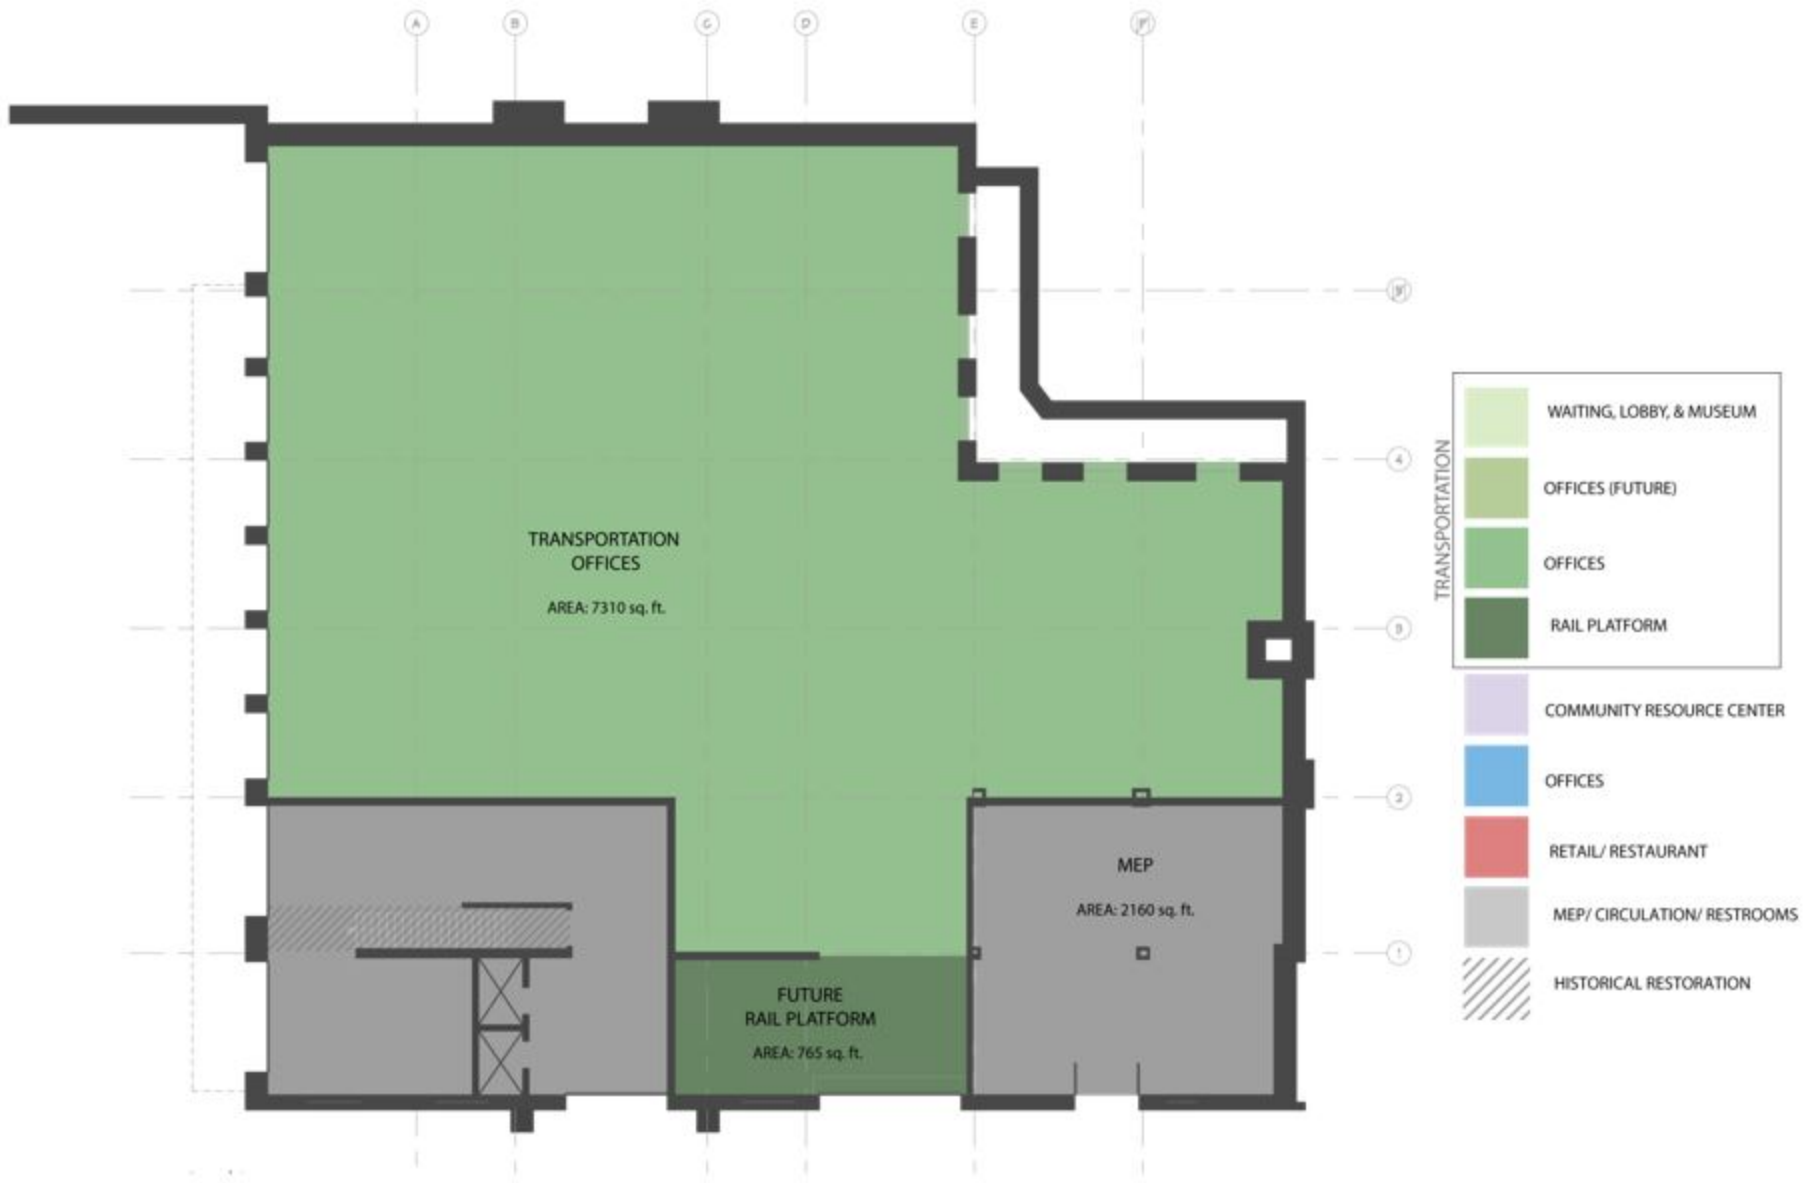 A B C D E F
TRANSPORTATION
OFFICES
AREA: 7310 sq. ft.
4
3
2
1
MEP
AREA: 2160 sq. ft.
FUTURE
RAIL PLATFORM
AREA: 765 sq. ft.
TRANSPORTATION
WAITING, LOBBY, & MUSEUM
OFFICES (FUTURE)
OFFICES
RAIL PLATFORM
COMMUNITY RESOURCE CENTER
OFFICES
RETAIL/ RESTAURANT
MEP/ CIRCULATION/ RESTROOMS
HISTORICAL RESTORATION